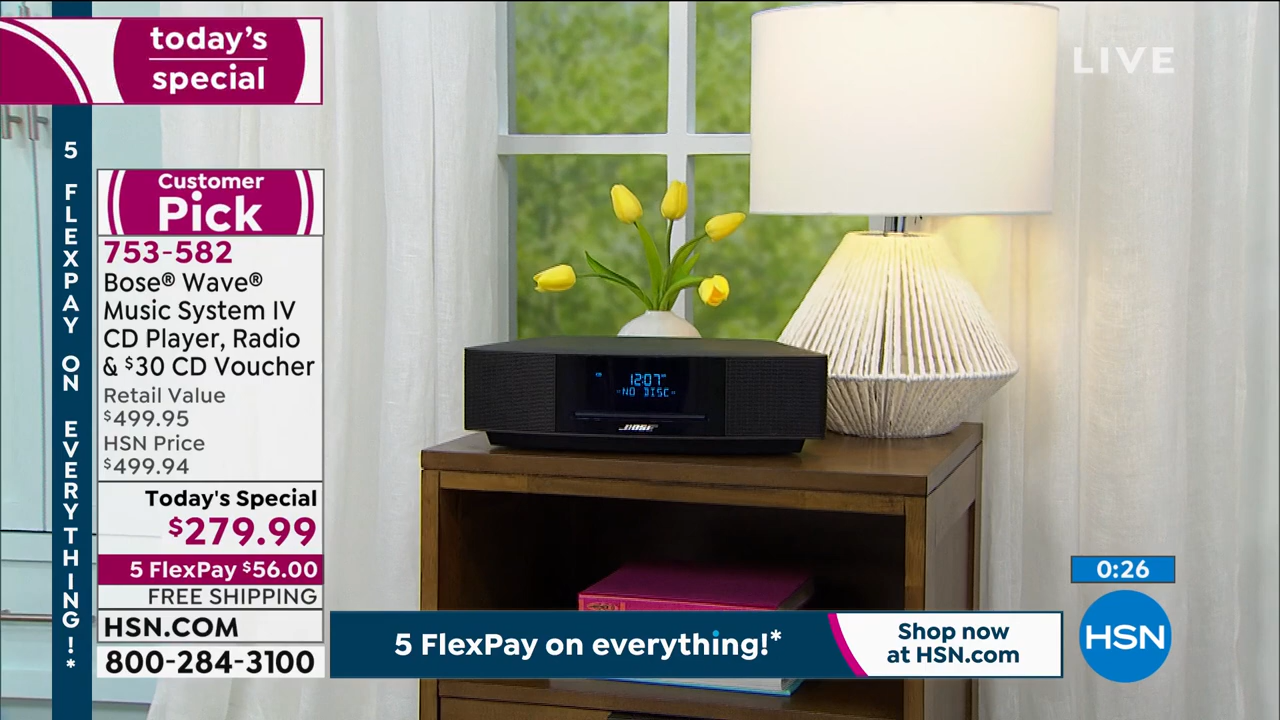 today's
special
LIVE
5 FLEXPAY ON EVERYTHING!*
Customer
Pick
753-582
Bose® Wave®
Music System IV
CD Player, Radio
& $30 CD Voucher
Retail Value
$499.95
HSN Price
$499.94
Today's Special
$279.99
5 FlexPay $56.00
FREE SHIPPING
HSN.COM
800-284-3100
12:07
-NO DISC-
BOSE
5 FlexPay on everything!*
Shop now
at HSN.com
0:26
HSN